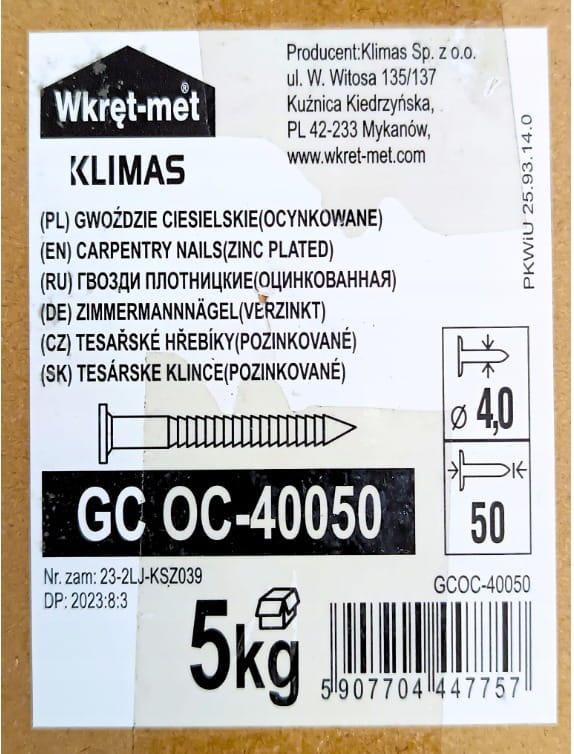 Wkręt-met®
KLIMAS
Producent:Klimas Sp. z o.o.
ul. W. Witosa 135/137
Kuźnica Kiedrzyńska,
PL 42-233 Mykanów,
www.wkret-met.com
PKWiU 25.93.14.0
(PL) GWOŹDZIE CIESIELSKIE(OCYNKOWANE)
(EN) CARPENTRY NAILS(ZINC PLATED)
(RU) ГВОЗДИ ПЛОТНИЦКИЕ(ОЦИНКОВАННАЯ)
(DE) ZIMMERMANNNÄGEL(VERZINKT)
(CZ) TESAŘSKÉ HŘEBÍKY(POZINKOVANÉ)
(SK) TESÁRSKE KLINCE(POZINKOVANÉ)
Ø 4,0
50
GC OC-40050
Nr. zam: 23-2LJ-KSZ039
DP: 2023:8:3
5kg
GCOC-40050
5 907704 447757